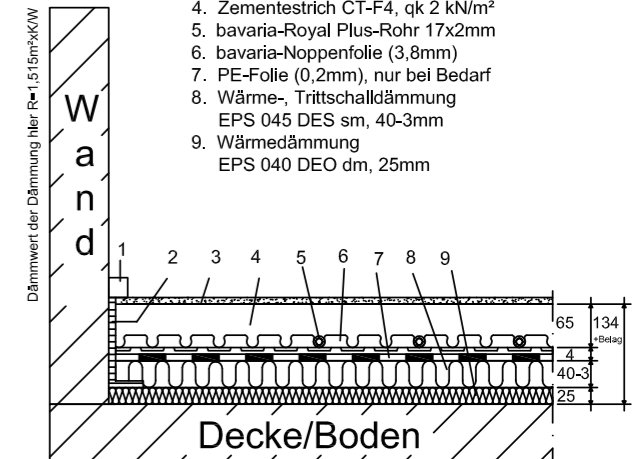 4. Zementestrich CT-F4, qk 2 kN/m²
5. bavaria-Royal Plus-Rohr 17x2mm
6. bavaria-Noppenfolie (3,8mm)
7. PE-Folie (0,2mm), nur bei Bedarf
8. Wärme-, Trittschalldämmung
EPS 045 DES sm, 40-3mm
9. Wärmedämmung
EPS 040 DEO dm, 25mm
Dämmwert der Dämmung hier R=1,515m²xK/W
Wand
1 2 3 4 5 6 7 8 9
65
134
+Belag
4
40-3
25
Decke/Boden